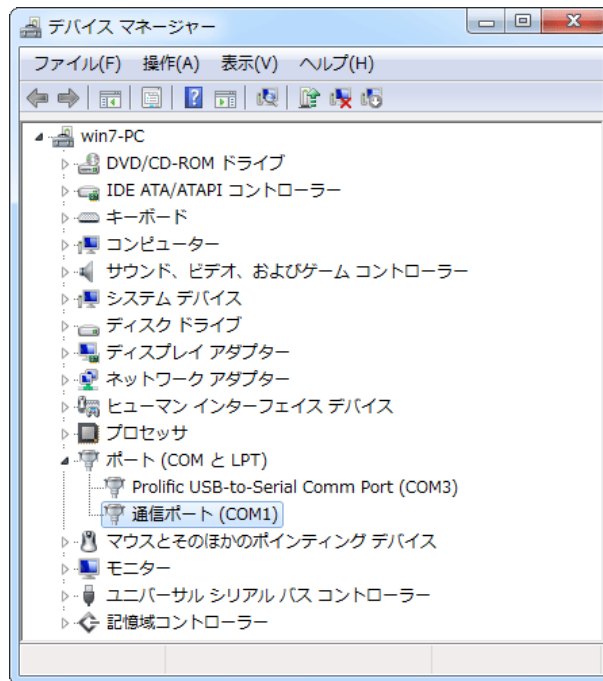 デバイス マネージャー
ファイル(F) 操作(A) 表示(V) ヘルプ(H)
win7-PC
DVD/CD-ROM ドライブ
IDE ATA/ATAPI コントローラー
キーボード
コンピューター
サウンド、ビデオ、およびゲーム コントローラー
システム デバイス
ディスク ドライブ
ディスプレイ アダプター
ネットワーク アダプター
ヒューマン インターフェイス デバイス
プロセッサ
ポート (COM と LPT)
Prolific USB-to-Serial Comm Port (COM3)
通信ポート (COM1)
マウスとそのほかのポインティング デバイス
モニター
ユニバーサル シリアル バス コントローラー
記憶域コントローラー